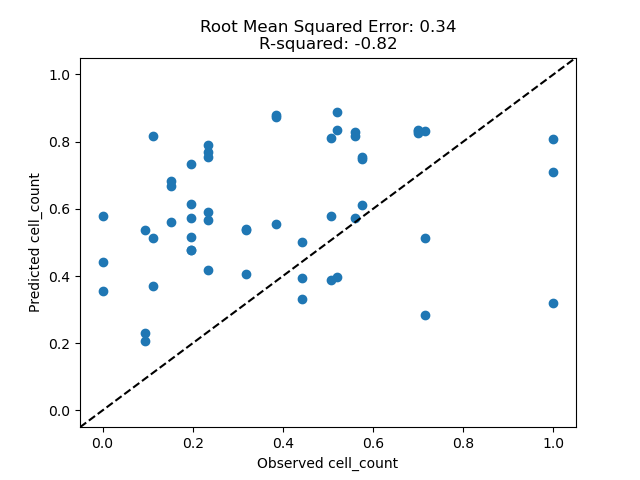 Root Mean Squared Error: 0.34
R-squared: -0.82
1.0
0.8
0.6
0.4
0.2
0.0
Predicted cell_count
0.0 0.2 0.4 0.6 0.8 1.0
Observed cell_count